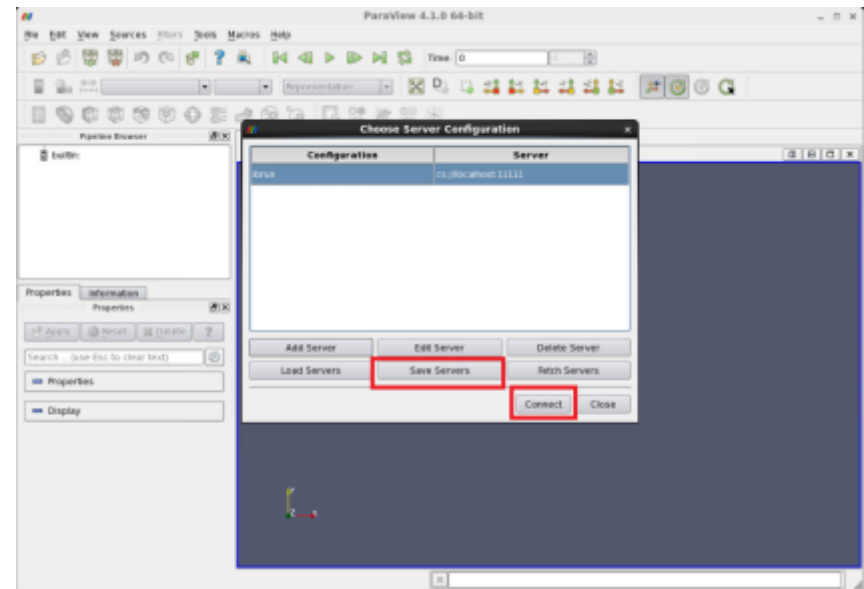 ParaView 4.1.0 64-bit
File Edit View Sources Filters Tools Macros Help
Time 0
Representation
Pipeline Browser
builtin:
Choose Server Configuration
Configuration Server
ibrun cs://localhost:11111
Properties Information
Properties
Apply Reset Delete ?
Search ... (use Esc to clear text)
Properties
Display
Add Server Edit Server Delete Server
Load Servers Save Servers Fetch Servers
Connect Close
Y
Z X